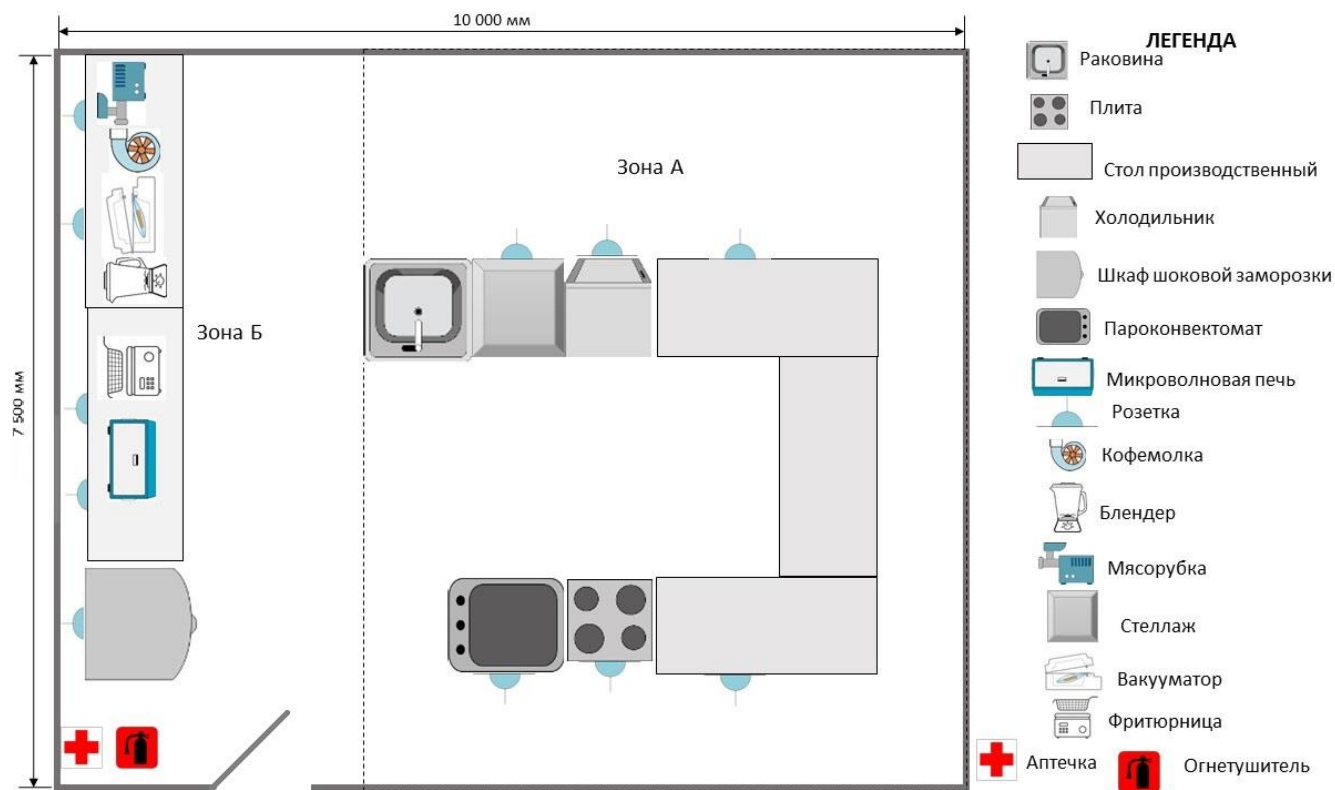 10 000 мм
7 500 мм
Зона А
Зона Б
ЛЕГЕНДА
Раковина
Плита
Стол производственный
Холодильник
Шкаф шоковой заморозки
Пароконвектомат
Микроволновая печь
Розетка
Кофемолка
Блендер
Мясорубка
Стеллаж
Вакууматор
Фритюрница
Аптечка
Огнетушитель